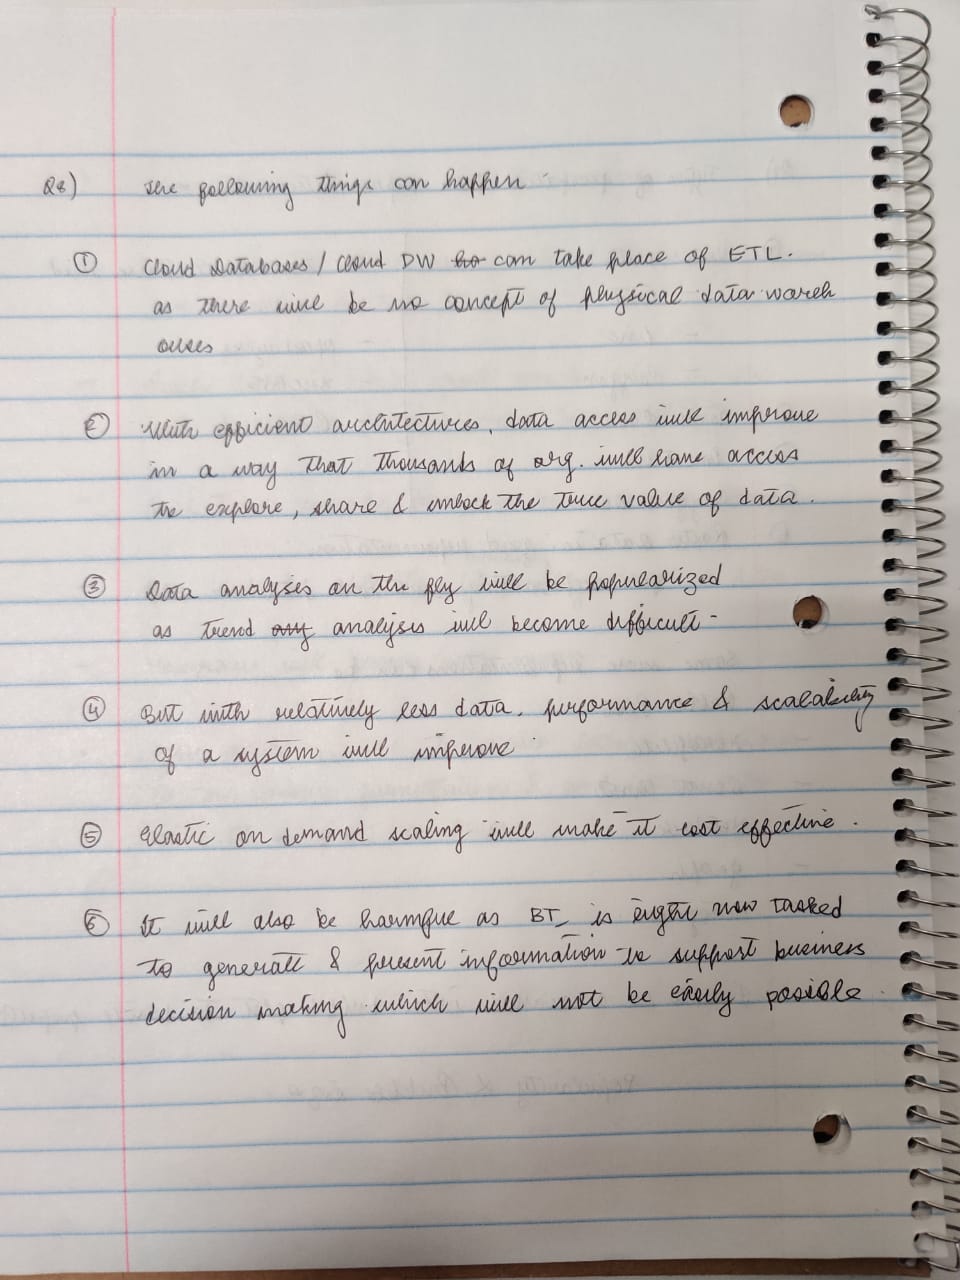 Q8) The following things can happen -
① Cloud Databases / Cloud DW can take place of ETL.
as there will be no concept of physical data wareh
ouses
② With efficient architectures, data access will improve
in a way that thousands of org. will have access
to explore, share & unlock the true value of data.
③ Data analysis on the fly will be popularized
as trend analysis will become difficult -
④ But with relatively less data, performance & scalability
of a system will improve.
⑤ Elastic on demand scaling will make it cost effective.
⑥ It will also be harmful as BI is right now tasked
to generate & present information to support business
decision making which will not be easily possible